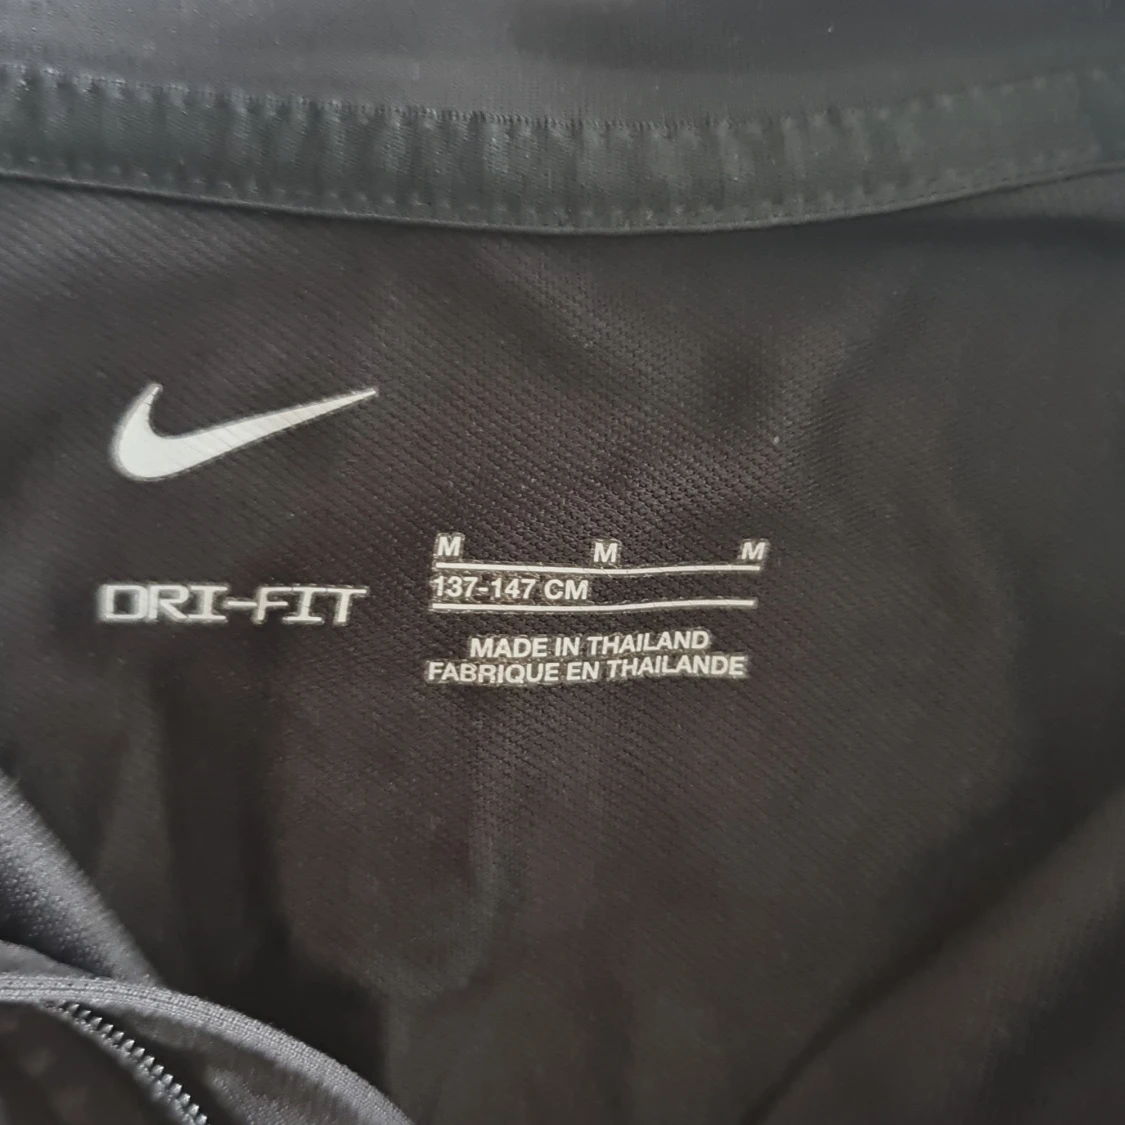 DRI-FIT
M M M
137-147 CM
MADE IN THAILAND
FABRIQUE EN THAILANDE